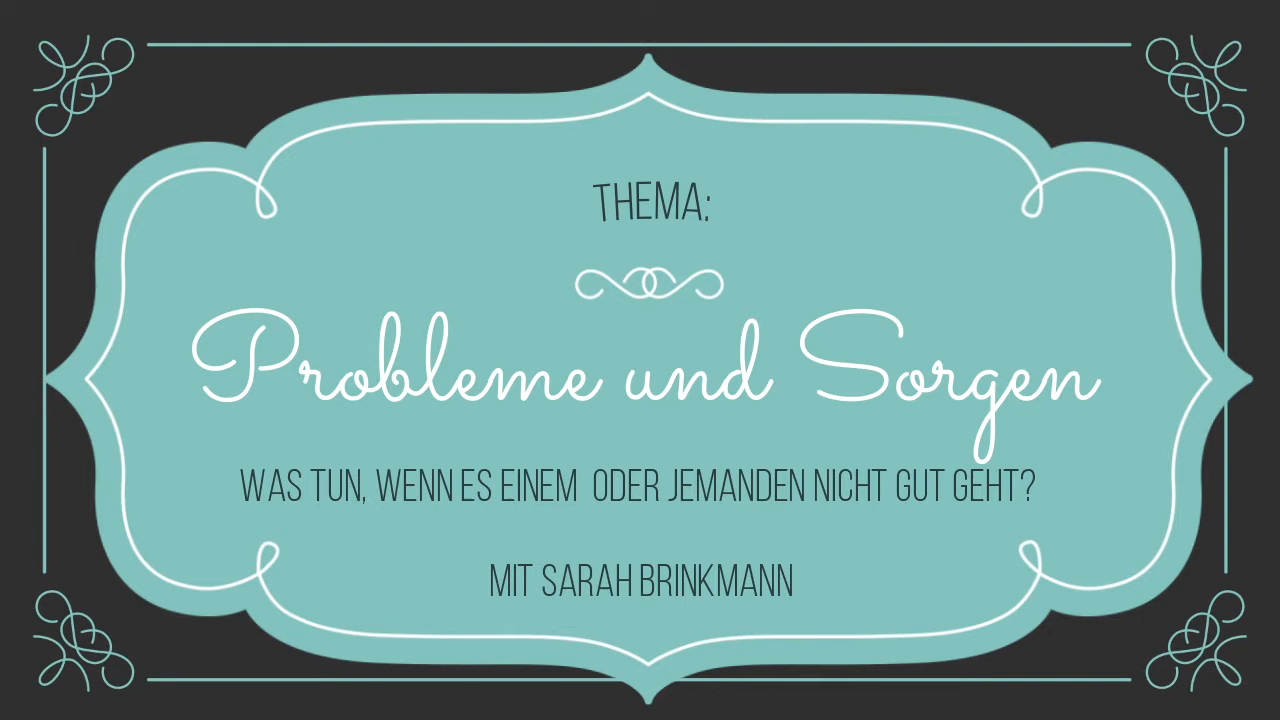 THEMA:
Probleme und Sorgen
WAS TUN, WENN ES EINEM ODER JEMANDEN NICHT GUT GEHT?
MIT SARAH BRINKMANN